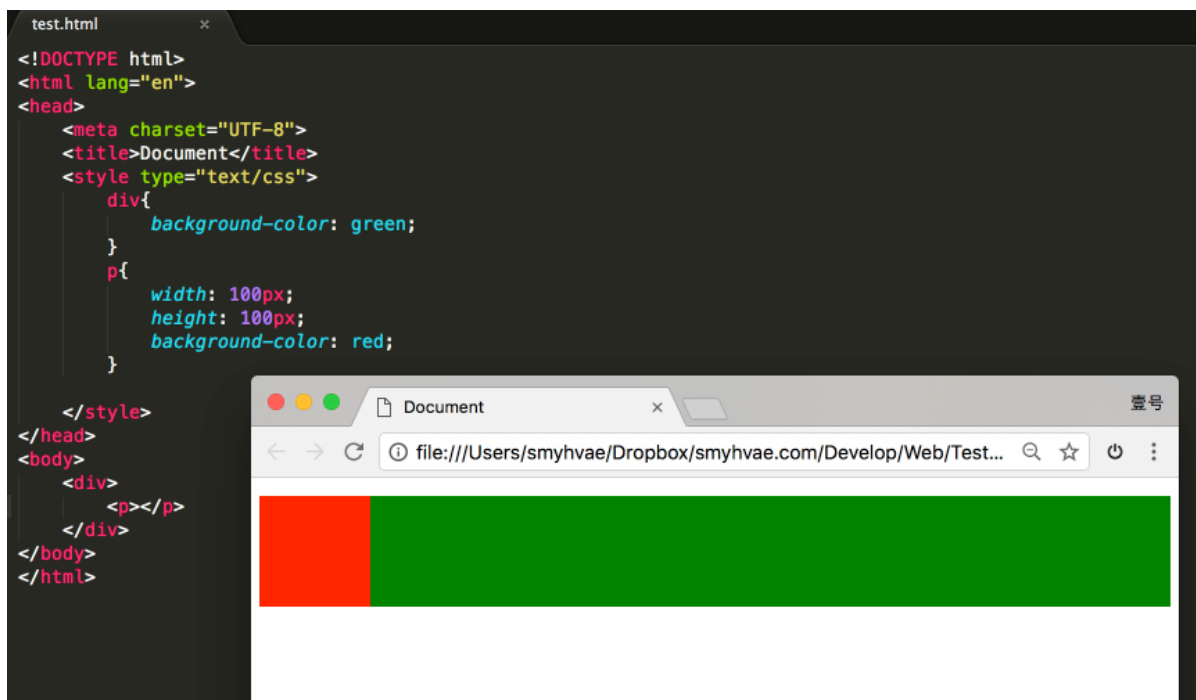 test.html ×
<!DOCTYPE html>
<html lang="en">
<head>
    <meta charset="UTF-8">
    <title>Document</title>
    <style type="text/css">
        div{
            background-color: green;
        }
        p{
            width: 100px;
            height: 100px;
            background-color: red;
        }
    </style>
</head>
<body>
    <div>
        <p></p>
    </div>
</body>
</html>
Document × 壹号
file:///Users/smyhvae/Dropbox/smyhvae.com/Develop/Web/Test...